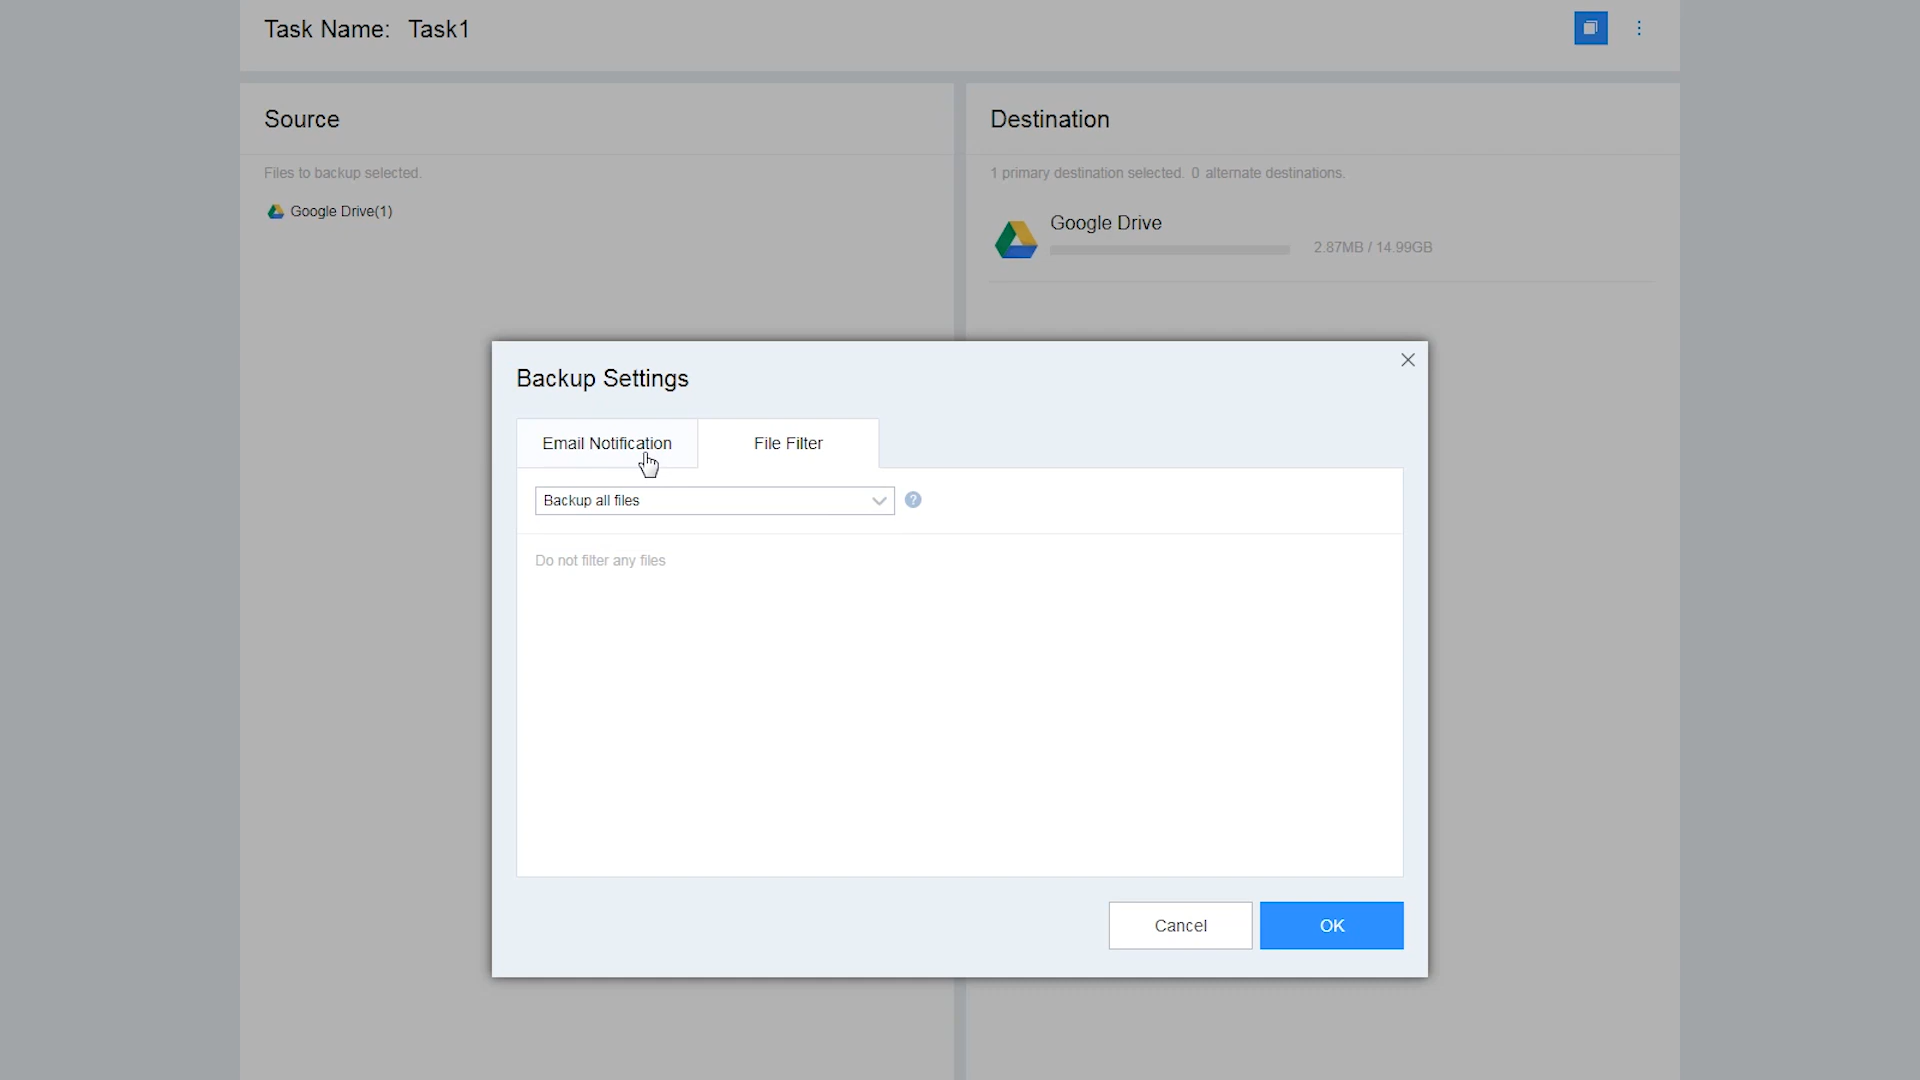 Task Name: Task1
Source
Destination
Files to backup selected.
1 primary destination selected. 0 alternate destinations.
Google Drive(1)
Google Drive
2.87MB / 14.99GB
Backup Settings
Email Notification
File Filter
Backup all files
?
Do not filter any files
Cancel
OK